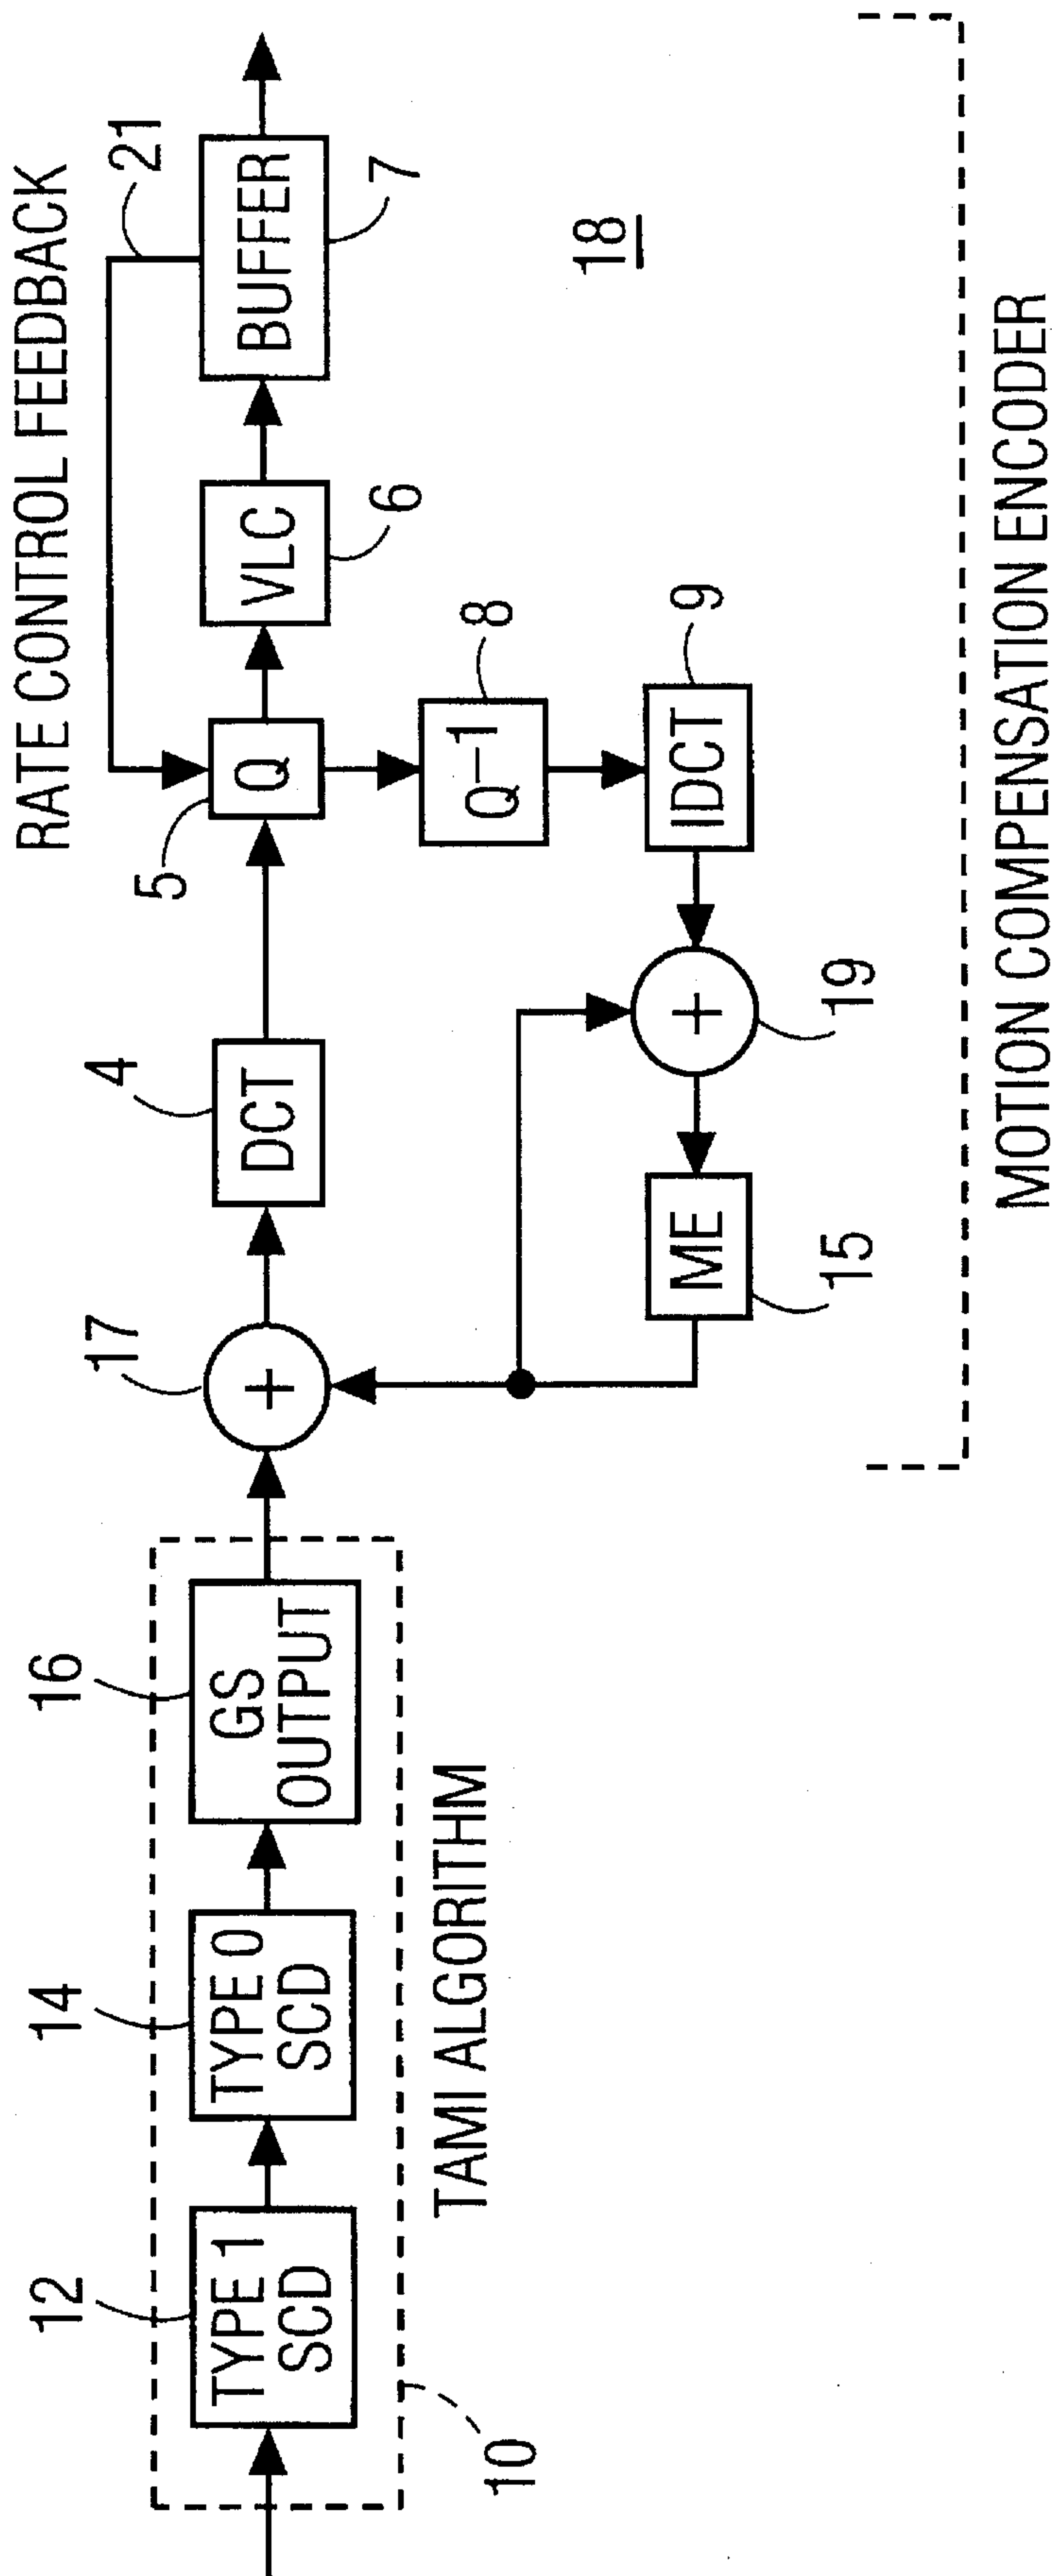 RATE CONTROL FEEDBACK
21
12
14
16
17
4
5
TYPE 1
SCD
TYPE 0
SCD
GS
OUTPUT
+
DCT
Q
VLC
BUFFER
6
7
10
TAMI ALGORITHM
Q−1
8
18
ME
+
IDCT
9
15
19
MOTION COMPENSATION ENCODER